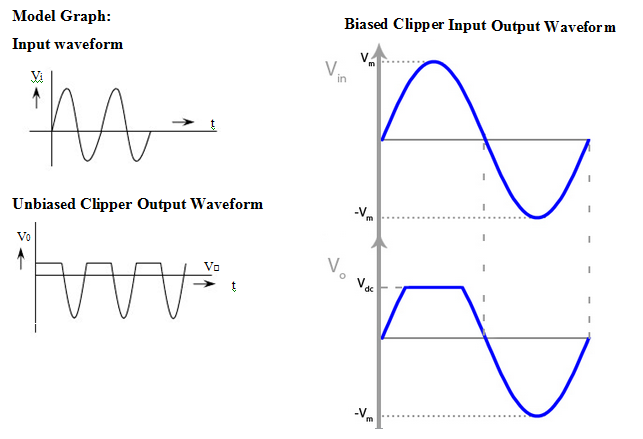 Model Graph:
Input waveform
Vi
t
Unbiased Clipper Output Waveform
V0
t
Biased Clipper Input Output Waveform
Vin
Vm
-Vm
Vo
Vdc
-Vm